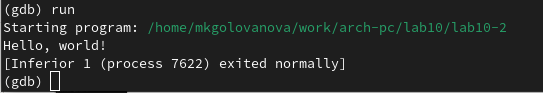 (gdb) run
Starting program: /home/mkgolovanova/work/arch-pc/lab10/lab10-2
Hello, world!
[Inferior 1 (process 7622) exited normally]
(gdb)